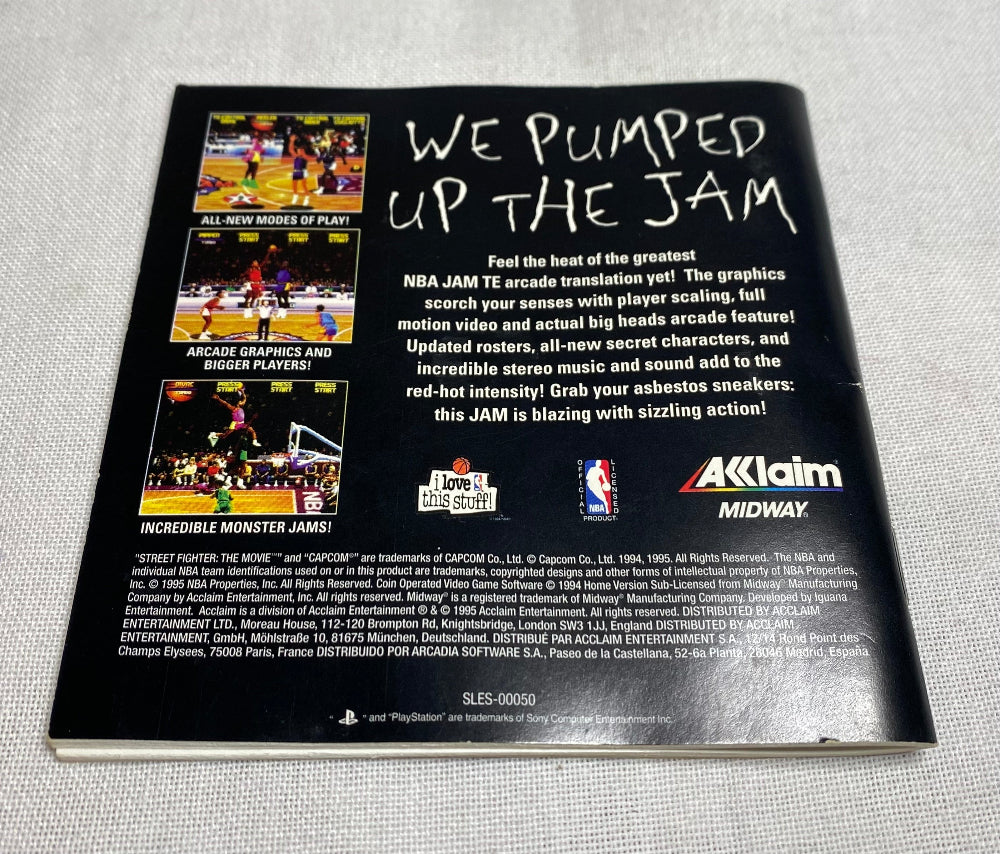 WE PUMPED
UP THE JAM
ALL-NEW MODES OF PLAY!
PRESS START PRESS START
ARCADE GRAPHICS AND
BIGGER PLAYERS!
DIVAC PRESS START PRESS START PRESS START
INCREDIBLE MONSTER JAMS!
Feel the heat of the greatest
NBA JAM TE arcade translation yet! The graphics
scorch your senses with player scaling, full
motion video and actual big heads arcade feature!
Updated rosters, all-new secret characters, and
incredible stereo music and sound add to the
red-hot intensity! Grab your asbestos sneakers:
this JAM is blazing with sizzling action!
i love
this stuff!
OFFICIAL LICENSED
NBA
PRODUCT
AKKlaim
MIDWAY
"STREET FIGHTER: THE MOVIE™" and "CAPCOM®" are trademarks of CAPCOM Co., Ltd. © Capcom Co., Ltd. 1994, 1995. All Rights Reserved. The NBA and
individual NBA team identifications used on or in this product are trademarks, copyrighted designs and other forms of intellectual property of NBA Properties,
Inc. © 1995 NBA Properties, Inc. All Rights Reserved. Coin Operated Video Game Software © 1994 Home Version Sub-Licensed from Midway® Manufacturing
Company by Acclaim Entertainment, Inc. All rights reserved. Midway® is a registered trademark of Midway® Manufacturing Company. Developed by Iguana
Entertainment. Acclaim is a division of Acclaim Entertainment ® & © 1995 Acclaim Entertainment. All rights reserved. DISTRIBUTED BY ACCLAIM
ENTERTAINMENT LTD., Moreau House, 112-120 Brompton Rd, Knightsbridge, London SW3 1JJ, England DISTRIBUTED BY ACCLAIM
ENTERTAINMENT, GmbH, Möhlstraße 10, 81675 München, Deutschland. DISTRIBUÉ PAR ACCLAIM ENTERTAINMENT S.A., 12/14 Rond Point des
Champs Elysees, 75008 Paris, France DISTRIBUIDO POR ARCADIA SOFTWARE S.A., Paseo de la Castellana, 52-6a Planta, 28046 Madrid, España
SLES-00050
" " and "PlayStation" are trademarks of Sony Computer Entertainment Inc.